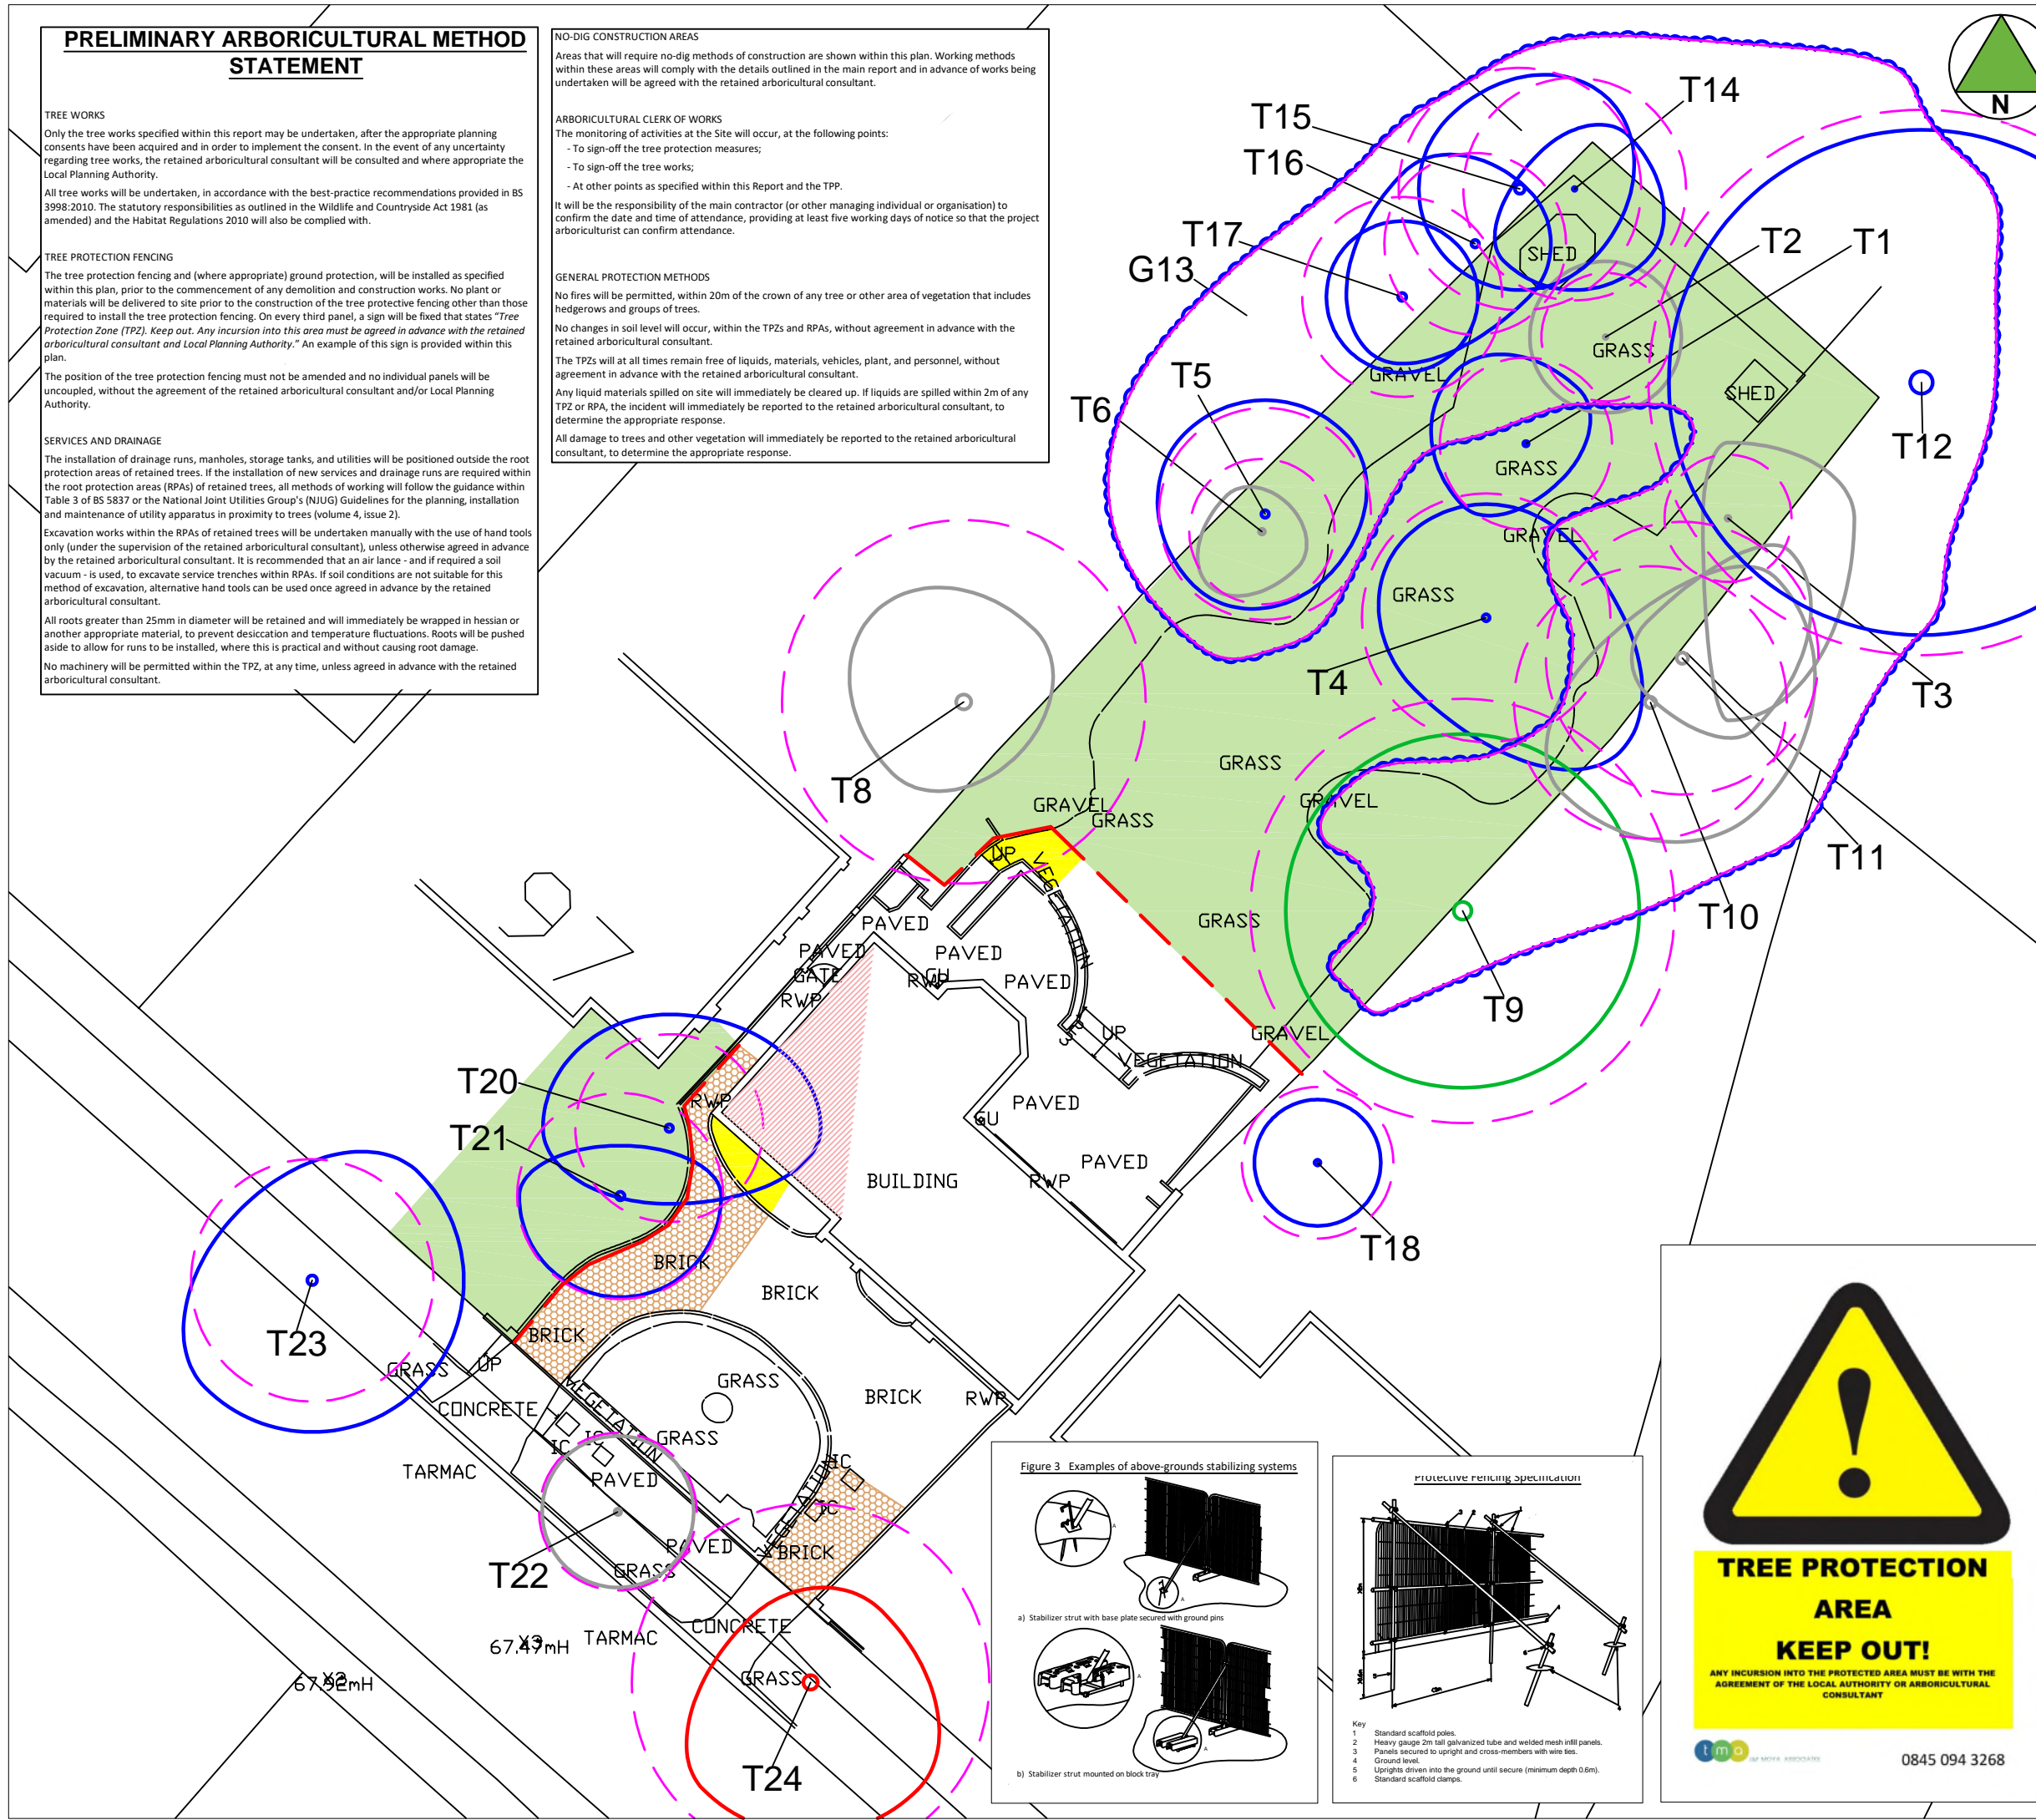 PRELIMINARY ARBORICULTURAL METHOD
STATEMENT
TREE WORKS
Only the tree works specified within this report may be undertaken, after the appropriate planning
consents have been acquired and in order to implement the consent. In the event of any uncertainty
regarding tree works, the retained arboricultural consultant will be consulted and where appropriate the
Local Planning Authority.
All tree works will be undertaken, in accordance with the best-practice recommendations provided in BS
3998:2010. The statutory responsibilities as outlined in the Wildlife and Countryside Act 1981 (as
amended) and the Habitat Regulations 2010 will also be complied with.
TREE PROTECTION FENCING
The tree protection fencing and (where appropriate) ground protection, will be installed as specified
within this plan, prior to the commencement of any demolition and construction works. No plant or
materials will be delivered to site prior to the construction of the tree protective fencing other than those
required to install the tree protection fencing. On every third panel, a sign will be fixed that states "Tree
Protection Zone (TPZ). Keep out. Any incursion into this area must be agreed in advance with the retained
arboricultural consultant and Local Planning Authority." An example of this sign is provided within this
plan.
The position of the tree protection fencing must not be amended and no individual panels will be
uncoupled, without the agreement of the retained arboricultural consultant and/or Local Planning
Authority.
SERVICES AND DRAINAGE
The installation of drainage runs, manholes, storage tanks, and utilities will be positioned outside the root
protection areas of retained trees. If the installation of new services and drainage runs are required within
the root protection areas (RPAs) of retained trees, all methods of working will follow the guidance within
Table 3 of BS 5837 or the National Joint Utilities Group's (NJUG) Guidelines for the planning, installation
and maintenance of utility apparatus in proximity to trees (volume 4, issue 2).
Excavation works within the RPAs of retained trees will be undertaken manually with the use of hand tools
only (under the supervision of the retained arboricultural consultant), unless otherwise agreed in advance
by the retained arboricultural consultant. It is recommended that an air lance - and if required a soil
vacuum - is used, to excavate service trenches within RPAs. If soil conditions are not suitable for this
method of excavation, alternative hand tools can be used once agreed in advance by the retained
arboricultural consultant.
All roots greater than 25mm in diameter will be retained and will immediately be wrapped in hessian or
another appropriate material, to prevent desiccation and temperature fluctuations. Roots will be pushed
aside to allow for runs to be installed, where this is practical and without causing root damage.
No machinery will be permitted within the TPZ, at any time, unless agreed in advance with the retained
arboricultural consultant.
NO-DIG CONSTRUCTION AREAS
Areas that will require no-dig methods of construction are shown within this plan. Working methods
within these areas will comply with the details outlined in the main report and in advance of works being
undertaken will be agreed with the retained arboricultural consultant.
ARBORICULTURAL CLERK OF WORKS
The monitoring of activities at the Site will occur, at the following points:
- To sign-off the tree protection measures;
- To sign-off the tree works;
- At other points as specified within this Report and the TPP.
It will be the responsibility of the main contractor (or other managing individual or organisation) to
confirm the date and time of attendance, providing at least five working days of notice so that the project
arboriculturist can confirm attendance.
GENERAL PROTECTION METHODS
No fires will be permitted, within 20m of the crown of any tree or other area of vegetation that includes
hedgerows and groups of trees.
No changes in soil level will occur, within the TPZs and RPAs, without agreement in advance with the
retained arboricultural consultant.
The TPZs will at all times remain free of liquids, materials, vehicles, plant, and personnel, without
agreement in advance with the retained arboricultural consultant.
Any liquid materials spilled on site will immediately be cleared up. If liquids are spilled within 2m of any
TPZ or RPA, the incident will immediately be reported to the retained arboricultural consultant, to
determine the appropriate response.
All damage to trees and other vegetation will immediately be reported to the retained arboricultural
consultant, to determine the appropriate response.
N
T14
T15
T16
T17
G13
T2
T1
SHED
GRASS
GRAVEL
SHED
T5
T6
T12
GRASS
GRAVEL
GRASS
T4
T3
T8
GRASS
GRAVEL
GRAVEL
GRASS
T11
T10
T9
UP
VEGETATION
GRASS
PAVED
PAVED
PAVED
GATE
RWP
GU
RWP
PAVED
97
UP
GRAVEL
VEGETATION
T20
RWP
PAVED
GU
T21
PAVED
BUILDING
RWP
T18
BRICK
BRICK
T23
BRICK
GRASS
UP
GRASS
BRICK
RWP
CONCRETE
VEGETATION
GRASS
IC
IC
IC
TARMAC
PAVED
VEGETATION
IC
PAVED
BRICK
T22
GRASS
CONCRETE
TARMAC
X3
67.49mH
X2
67.92mH
GRASS
T24
Figure 3 Examples of above-grounds stabilizing systems
a) Stabilizer strut with base plate secured with ground pins
b) Stabilizer strut mounted on block tray
Protective Fencing Specification
Key
1 Standard scaffold poles.
2 Heavy gauge 2m tall galvanized tube and welded mesh infill panels.
3 Panels secured to upright and cross-members with wire ties.
4 Ground level.
5 Uprights driven into the ground until secure (minimum depth 0.6m).
6 Standard scaffold clamps.
TREE PROTECTION
AREA
KEEP OUT!
ANY INCURSION INTO THE PROTECTED AREA MUST BE WITH THE
AGREEMENT OF THE LOCAL AUTHORITY OR ARBORICULTURAL
CONSULTANT
tma
0845 094 3268